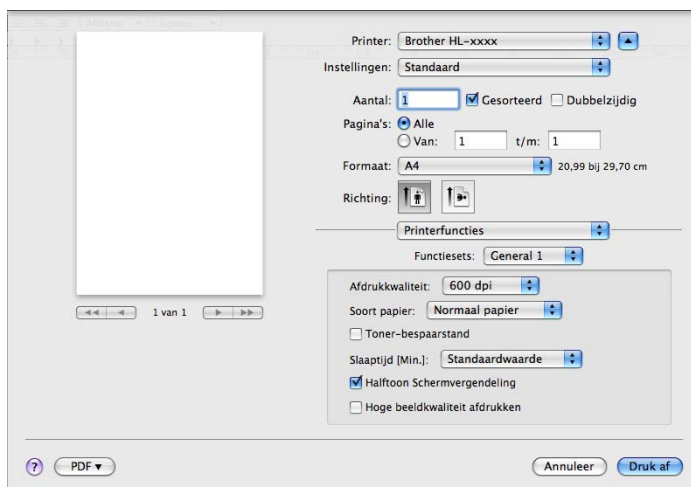 Printer: Brother HL-xxxx
Instellingen: Standaard
Aantal: 1 Gesorteerd Dubbelzijdig
Pagina's: Alle
Van: 1 t/m: 1
Formaat: A4 20,99 bij 29,70 cm
Richting:
Printerfuncties
Functiesets: General 1
Afdrukkwaliteit: 600 dpi
Soort papier: Normaal papier
Toner-bespaarstand
Slaaptijd [Min.]: Standaardwaarde
Halftoon Schermvergendeling
Hoge beeldkwaliteit afdrukken
1 van 1
? PDF Annuleer Druk af